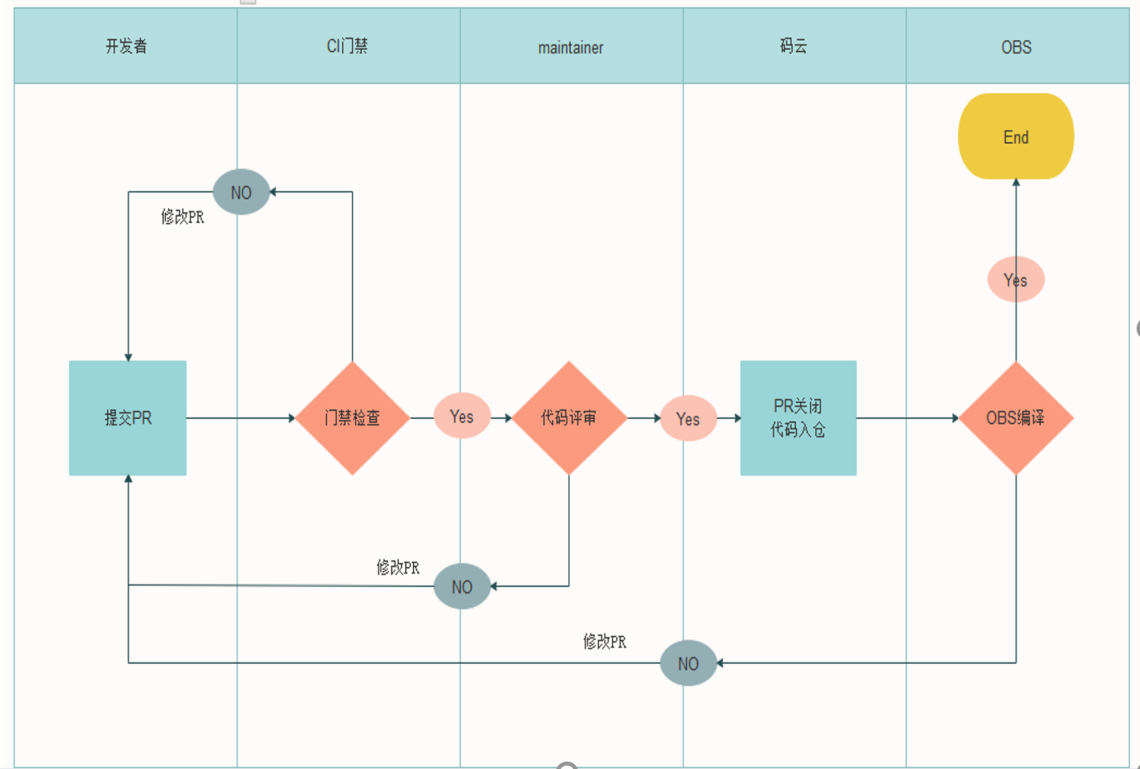 开发者
CI门禁
maintainer
码云
OBS
End
NO
修改PR
Yes
提交PR
门禁检查
Yes
代码评审
Yes
PR关闭
代码入仓
OBS编译
修改PR
NO
修改PR
NO